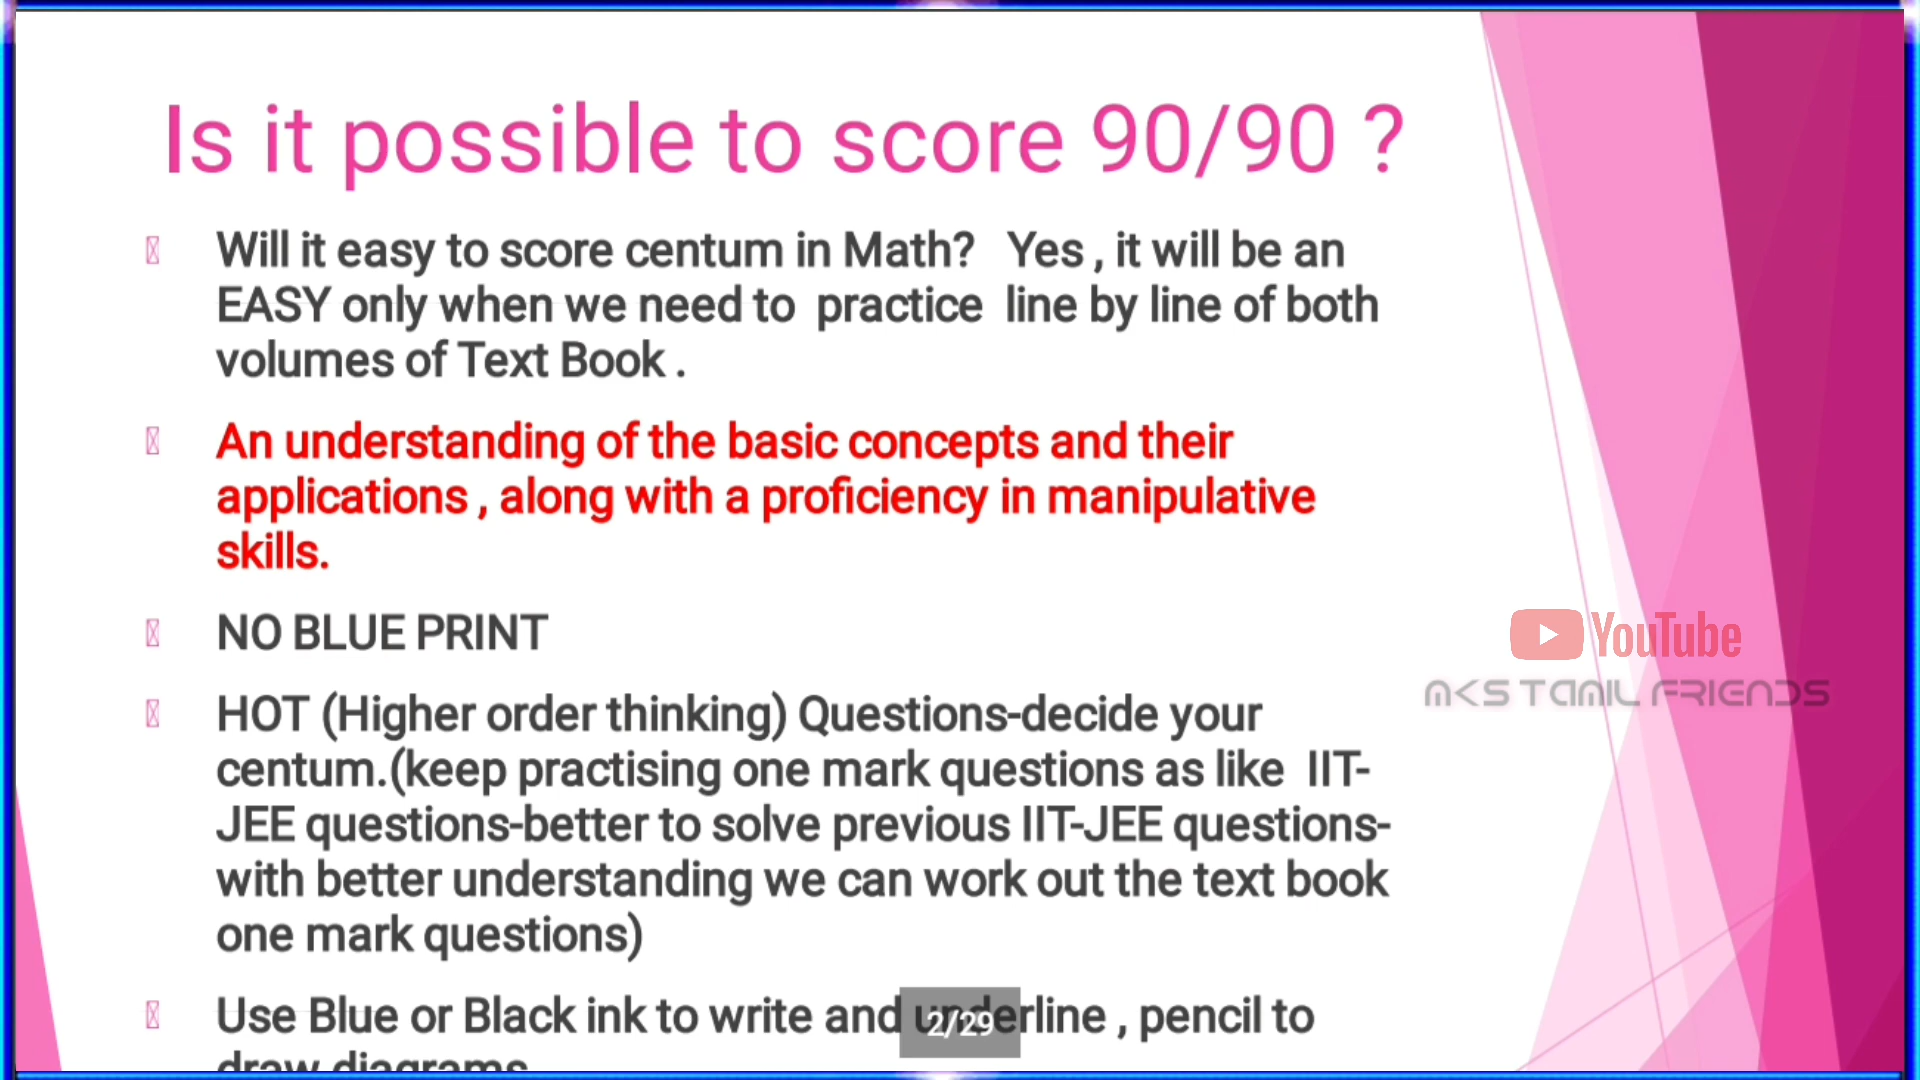 Is it possible to score 90/90 ?
Will it easy to score centum in Math? Yes , it will be an
EASY only when we need to practice line by line of both
volumes of Text Book .
An understanding of the basic concepts and their
applications , along with a proficiency in manipulative
skills.
NO BLUE PRINT
HOT (Higher order thinking) Questions-decide your
centum.(keep practising one mark questions as like IIT-
JEE questions-better to solve previous IIT-JEE questions-
with better understanding we can work out the text book
one mark questions)
Use Blue or Black ink to write and underline , pencil to
draw diagrams
2/29
YouTube
MKS TAMIL FRIENDS